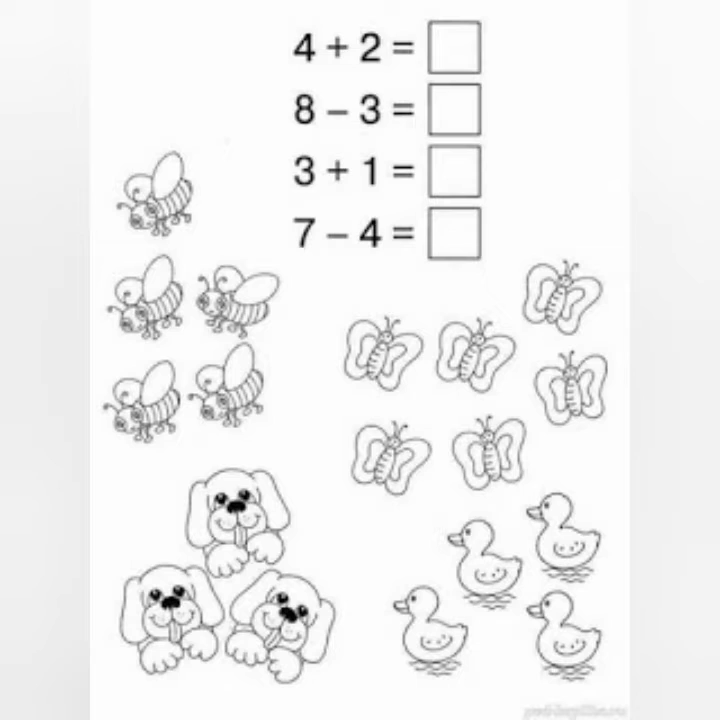 4 + 2 =
8 – 3 =
3 + 1 =
7 – 4 =